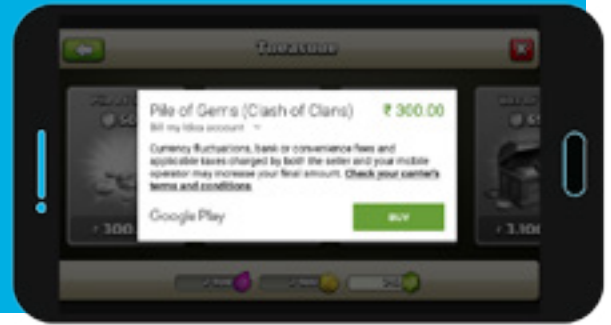 Treasure
Pile of Gems (Clash of Clans) ₹ 300.00
Bill my Idea account
Currency fluctuations, bank or convenience fees and
applicable taxes charged by both the seller and your mobile
operator may increase your final amount. Check your carrier's
terms and conditions.
Google Play BUY
₹ 300
₹ 3,100